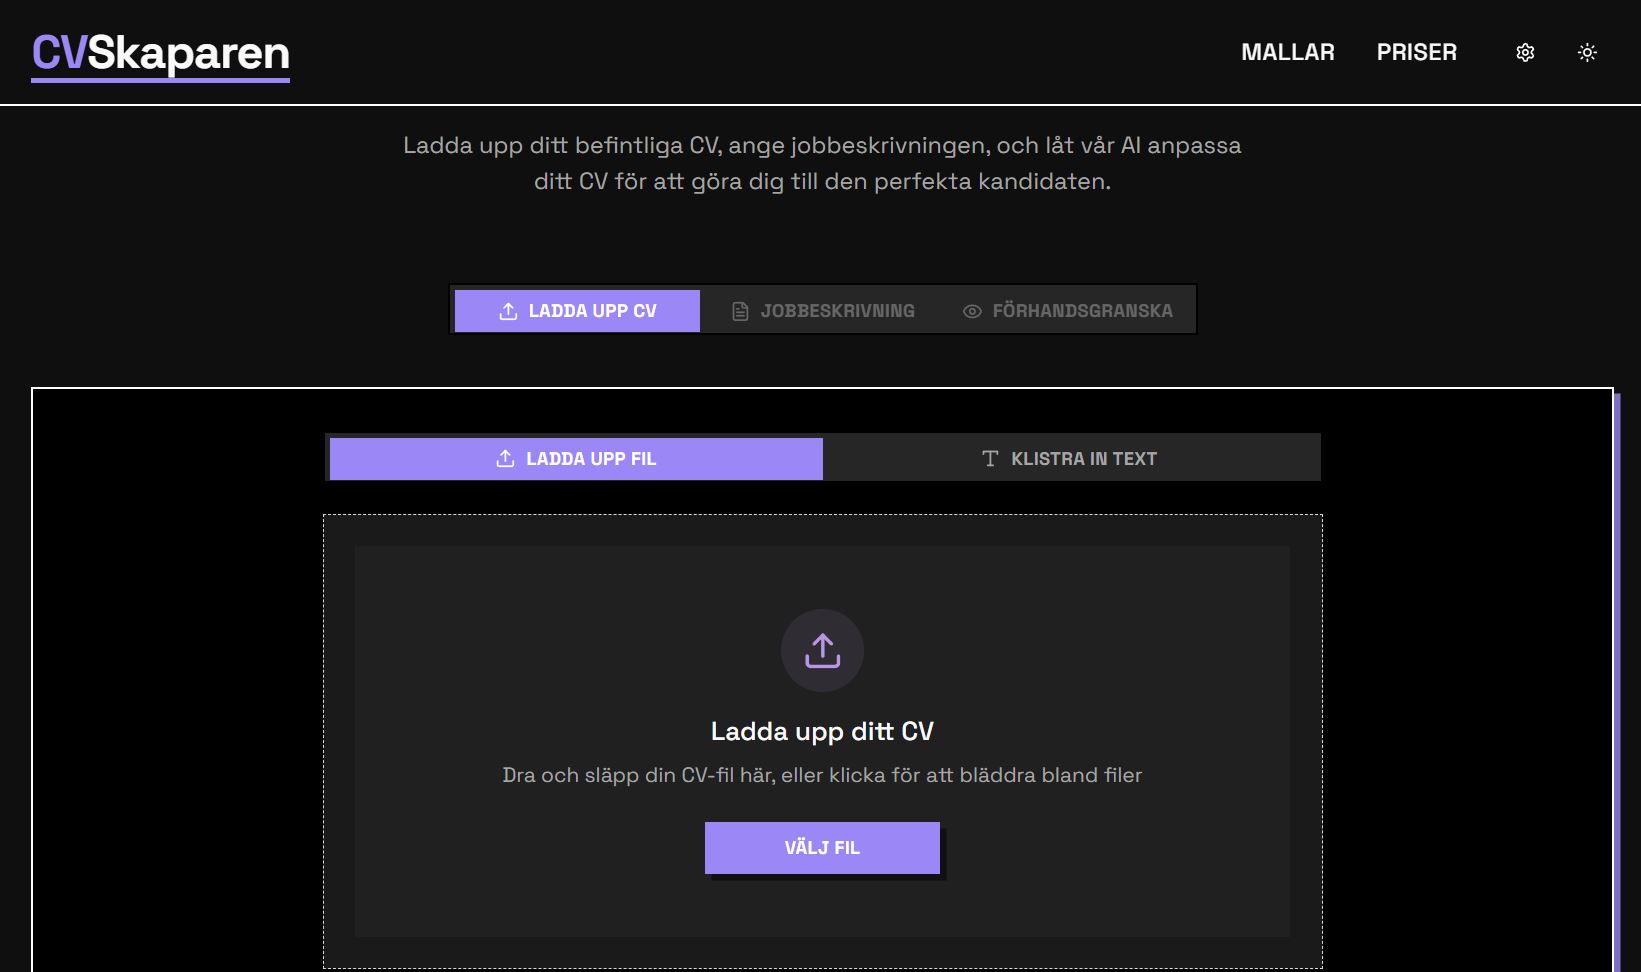 CVSkaparen
MALLAR
PRISER
Ladda upp ditt befintliga CV, ange jobbeskrivningen, och låt vår AI anpassa
ditt CV för att göra dig till den perfekta kandidaten.
LADDA UPP CV
JOBBESKRIVNING
FÖRHANDSGRANSKA
LADDA UPP FIL
KLISTRA IN TEXT
Ladda upp ditt CV
Dra och släpp din CV-fil här, eller klicka för att bläddra bland filer
VÄLJ FIL